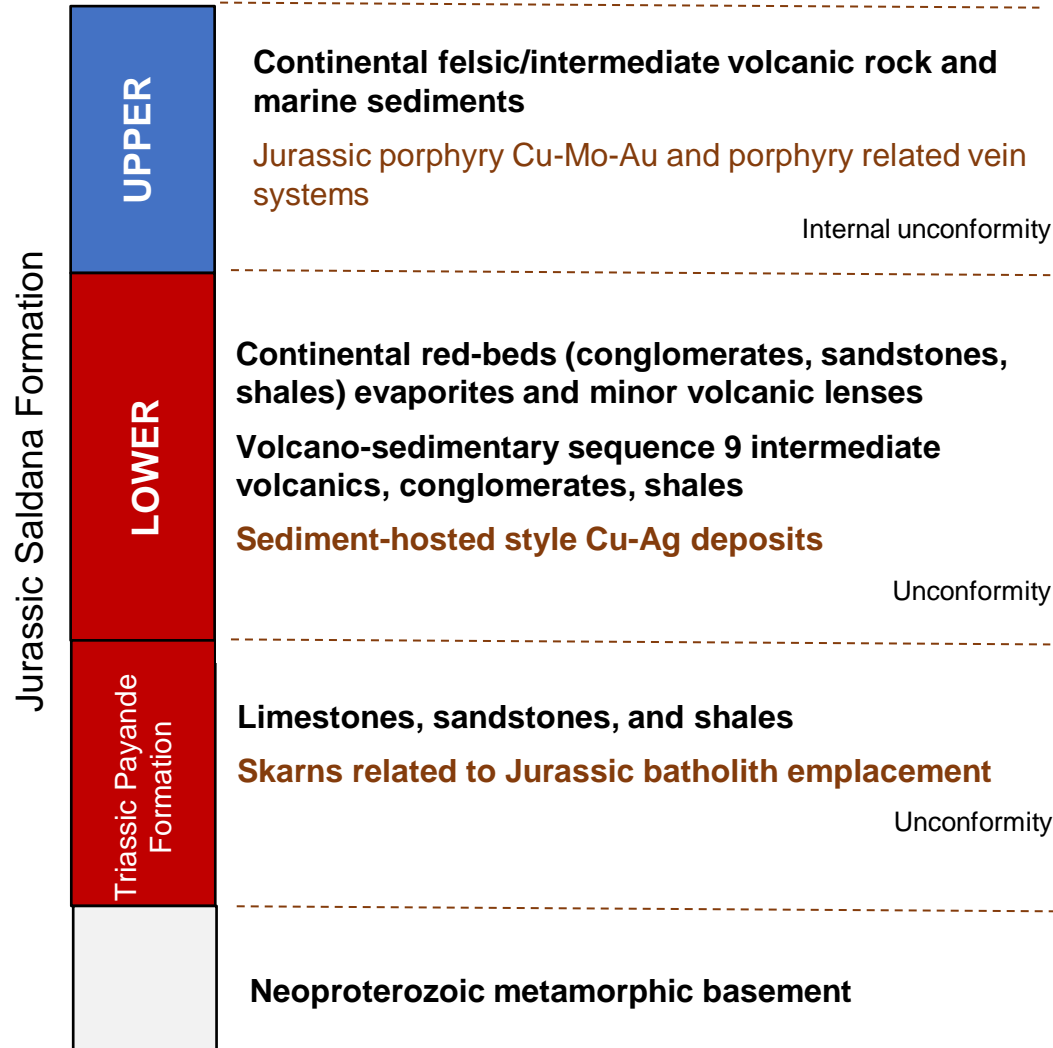 Jurassic Saldana Formation
UPPER
Continental felsic/intermediate volcanic rock and
marine sediments
Jurassic porphyry Cu-Mo-Au and porphyry related vein
systems
Internal unconformity
LOWER
Continental red-beds (conglomerates, sandstones,
shales) evaporites and minor volcanic lenses
Volcano-sedimentary sequence 9 intermediate
volcanics, conglomerates, shales
Sediment-hosted style Cu-Ag deposits
Unconformity
Triassic Payande
Formation
Limestones, sandstones, and shales
Skarns related to Jurassic batholith emplacement
Unconformity
Neoproterozoic metamorphic basement